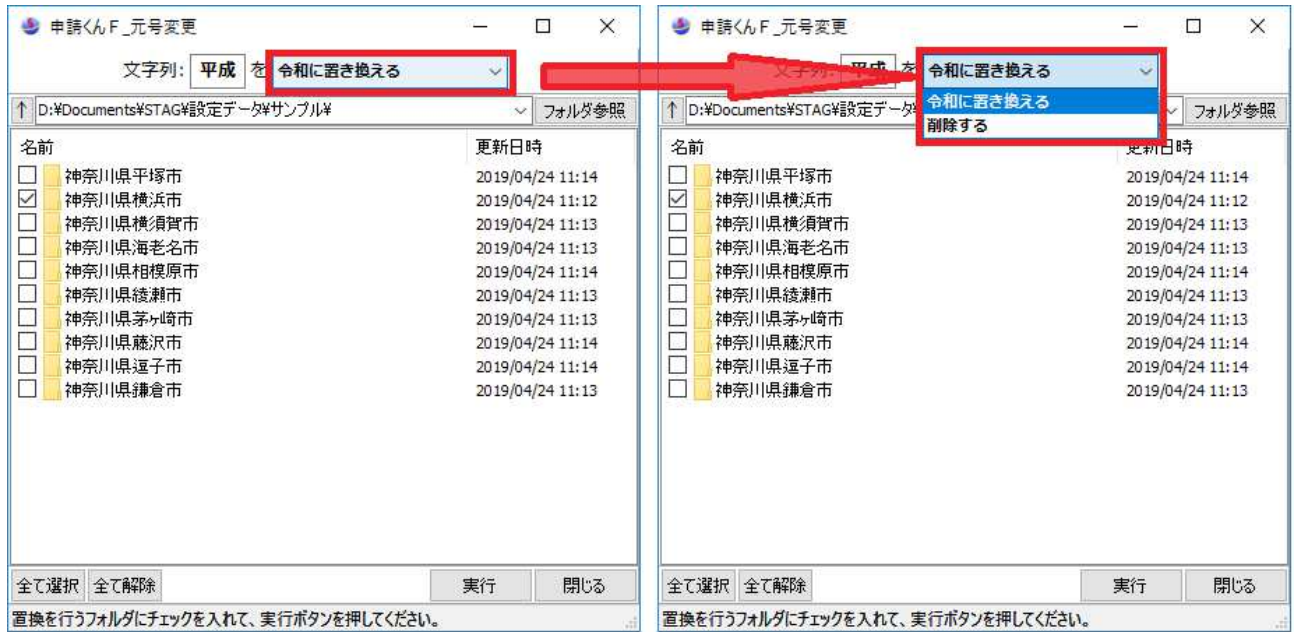 申請くんF_元号変更
文字列: 平成 を 令和に置き換える
↑ D:¥Documents¥STAG¥設定データ¥サンプル¥ フォルダ参照
名前 更新日時
神奈川県平塚市 2019/04/24 11:14
神奈川県横浜市 2019/04/24 11:12
神奈川県横須賀市 2019/04/24 11:13
神奈川県海老名市 2019/04/24 11:13
神奈川県相模原市 2019/04/24 11:14
神奈川県綾瀬市 2019/04/24 11:13
神奈川県茅ヶ崎市 2019/04/24 11:13
神奈川県藤沢市 2019/04/24 11:14
神奈川県逗子市 2019/04/24 11:14
神奈川県鎌倉市 2019/04/24 11:13
全て選択 全て解除 実行 閉じる
置換を行うフォルダにチェックを入れて、実行ボタンを押してください。
申請くんF_元号変更
文字列: 平成 を 令和に置き換える
令和に置き換える
削除する
↑ D:¥Documents¥STAG¥設定データ¥ フォルダ参照
名前 更新日時
神奈川県平塚市 2019/04/24 11:14
神奈川県横浜市 2019/04/24 11:12
神奈川県横須賀市 2019/04/24 11:13
神奈川県海老名市 2019/04/24 11:13
神奈川県相模原市 2019/04/24 11:14
神奈川県綾瀬市 2019/04/24 11:13
神奈川県茅ヶ崎市 2019/04/24 11:13
神奈川県藤沢市 2019/04/24 11:14
神奈川県逗子市 2019/04/24 11:14
神奈川県鎌倉市 2019/04/24 11:13
全て選択 全て解除 実行 閉じる
置換を行うフォルダにチェックを入れて、実行ボタンを押してください。